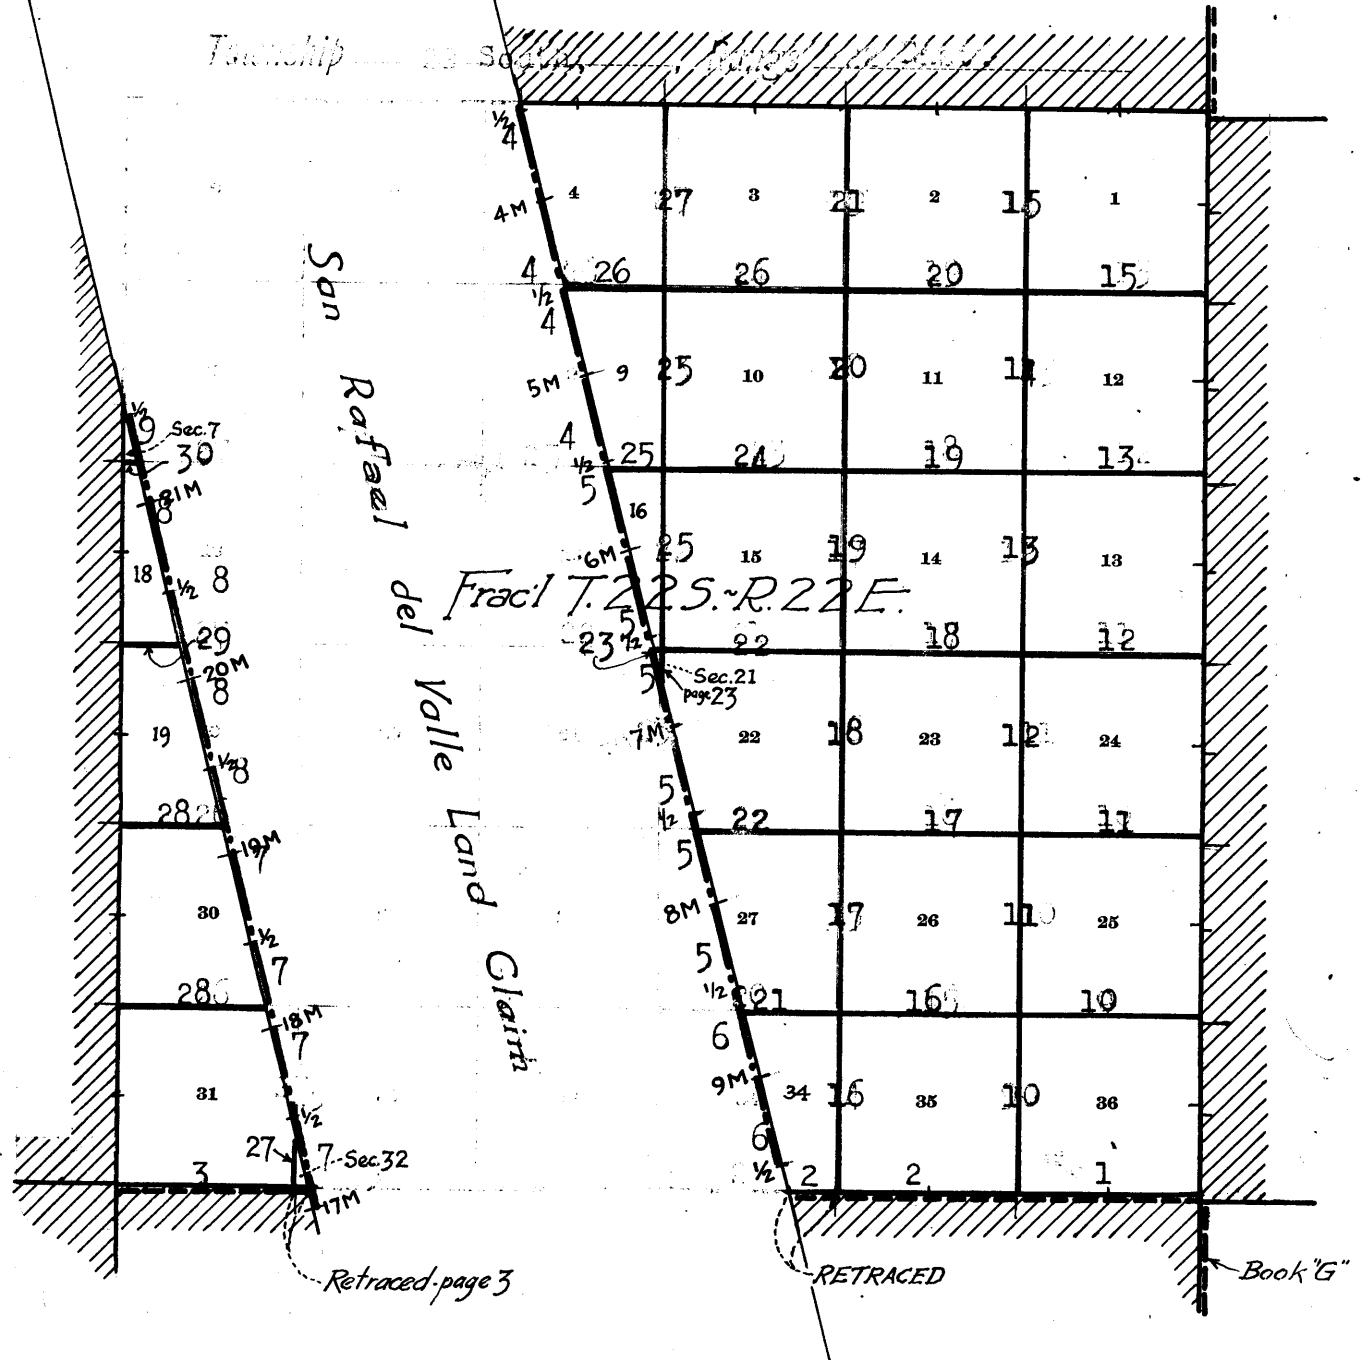 Township 22 South, Range
½
4
4M
4 27 3 21 2 15 1
4 26 26 20 15
½
4
5M
9 25 10 20 11 12
4 25 24 19 13
½
5
16
6M
25 15 19 14 13 13
Frac'l T. 22 S.~R. 22 E.
5
23 ½ 22 18 12
5
Sec. 21
page 23
7M
22 18 23 12 24
5
½ 22 17 11
5
8M
27 17 26 11 25
5
½ 21 16 10
6
9M
34 16 35 10 36
6
½ 2 2 1
San Rafael del Valle Land Claim
½
9
Sec. 7
30
21M
8
18 ½ 8
29
20M
8
19
½ 8
28
19M
7
30
½
7
28
18M
7
31
½
27 7 Sec. 32
3
17M
Retraced-page 3
RETRACED
Book "G"